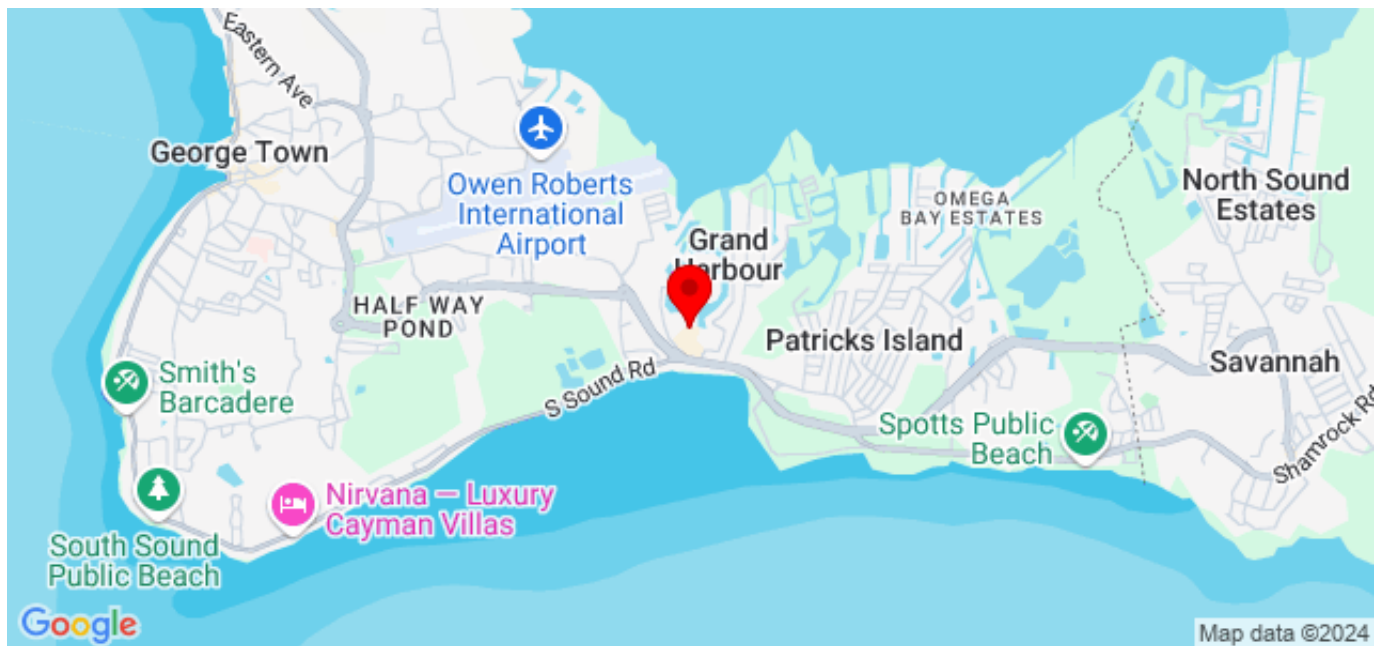 Eastern Ave
George Town
Owen Roberts
International
Airport
Grand
Harbour
OMEGA
BAY ESTATES
North Sound
Estates
HALF WAY
POND
Patricks Island
Savannah
Smith's
Barcadere
S Sound Rd
Spotts Public
Beach
Shamrock Rd
Nirvana — Luxury
Cayman Villas
South Sound
Public Beach
Google
Map data ©2024